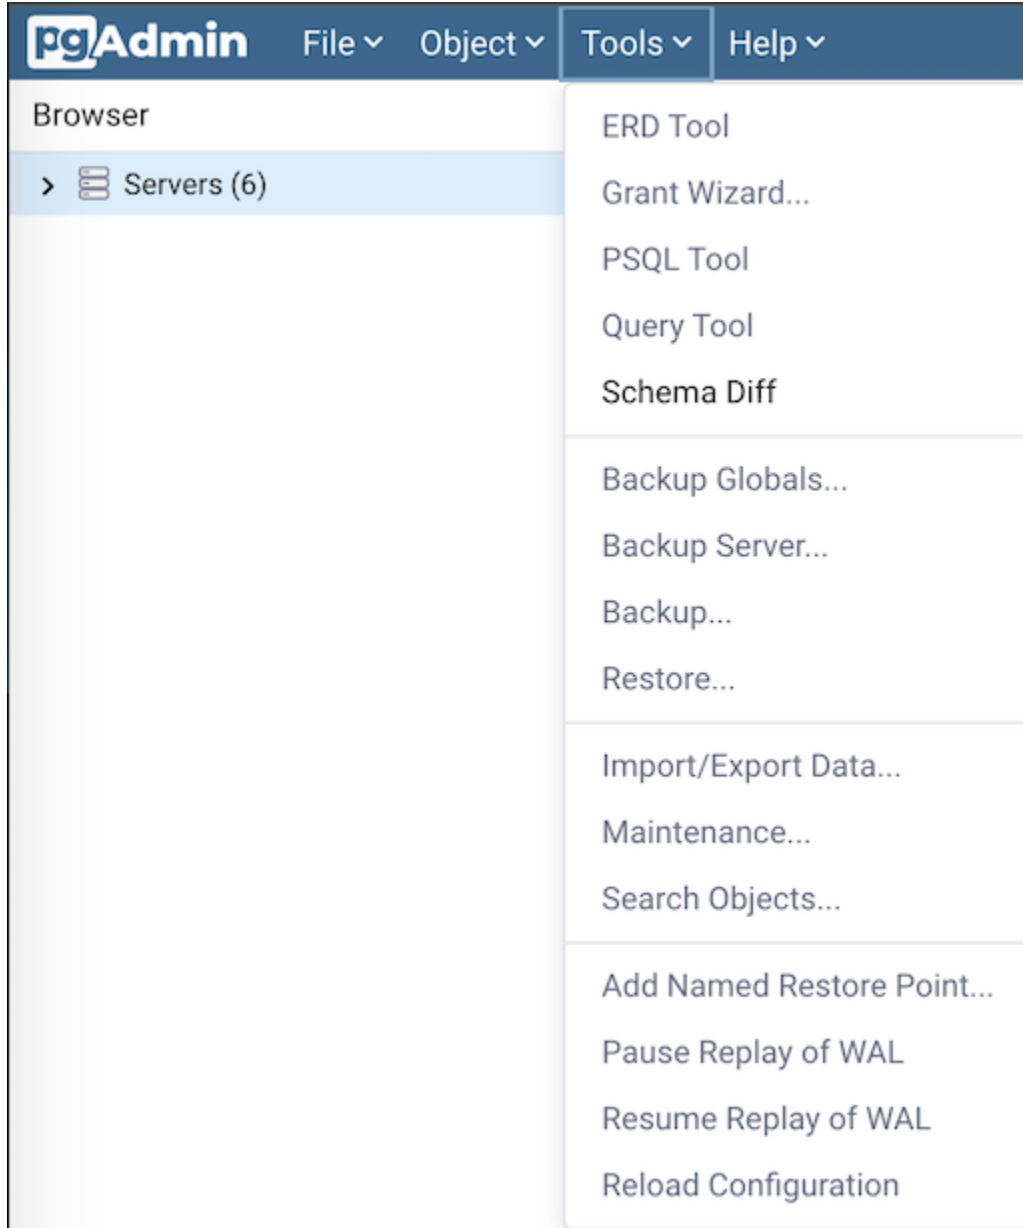 pgAdmin File Object Tools Help
Browser
Servers (6)
ERD Tool
Grant Wizard...
PSQL Tool
Query Tool
Schema Diff
Backup Globals...
Backup Server...
Backup...
Restore...
Import/Export Data...
Maintenance...
Search Objects...
Add Named Restore Point...
Pause Replay of WAL
Resume Replay of WAL
Reload Configuration